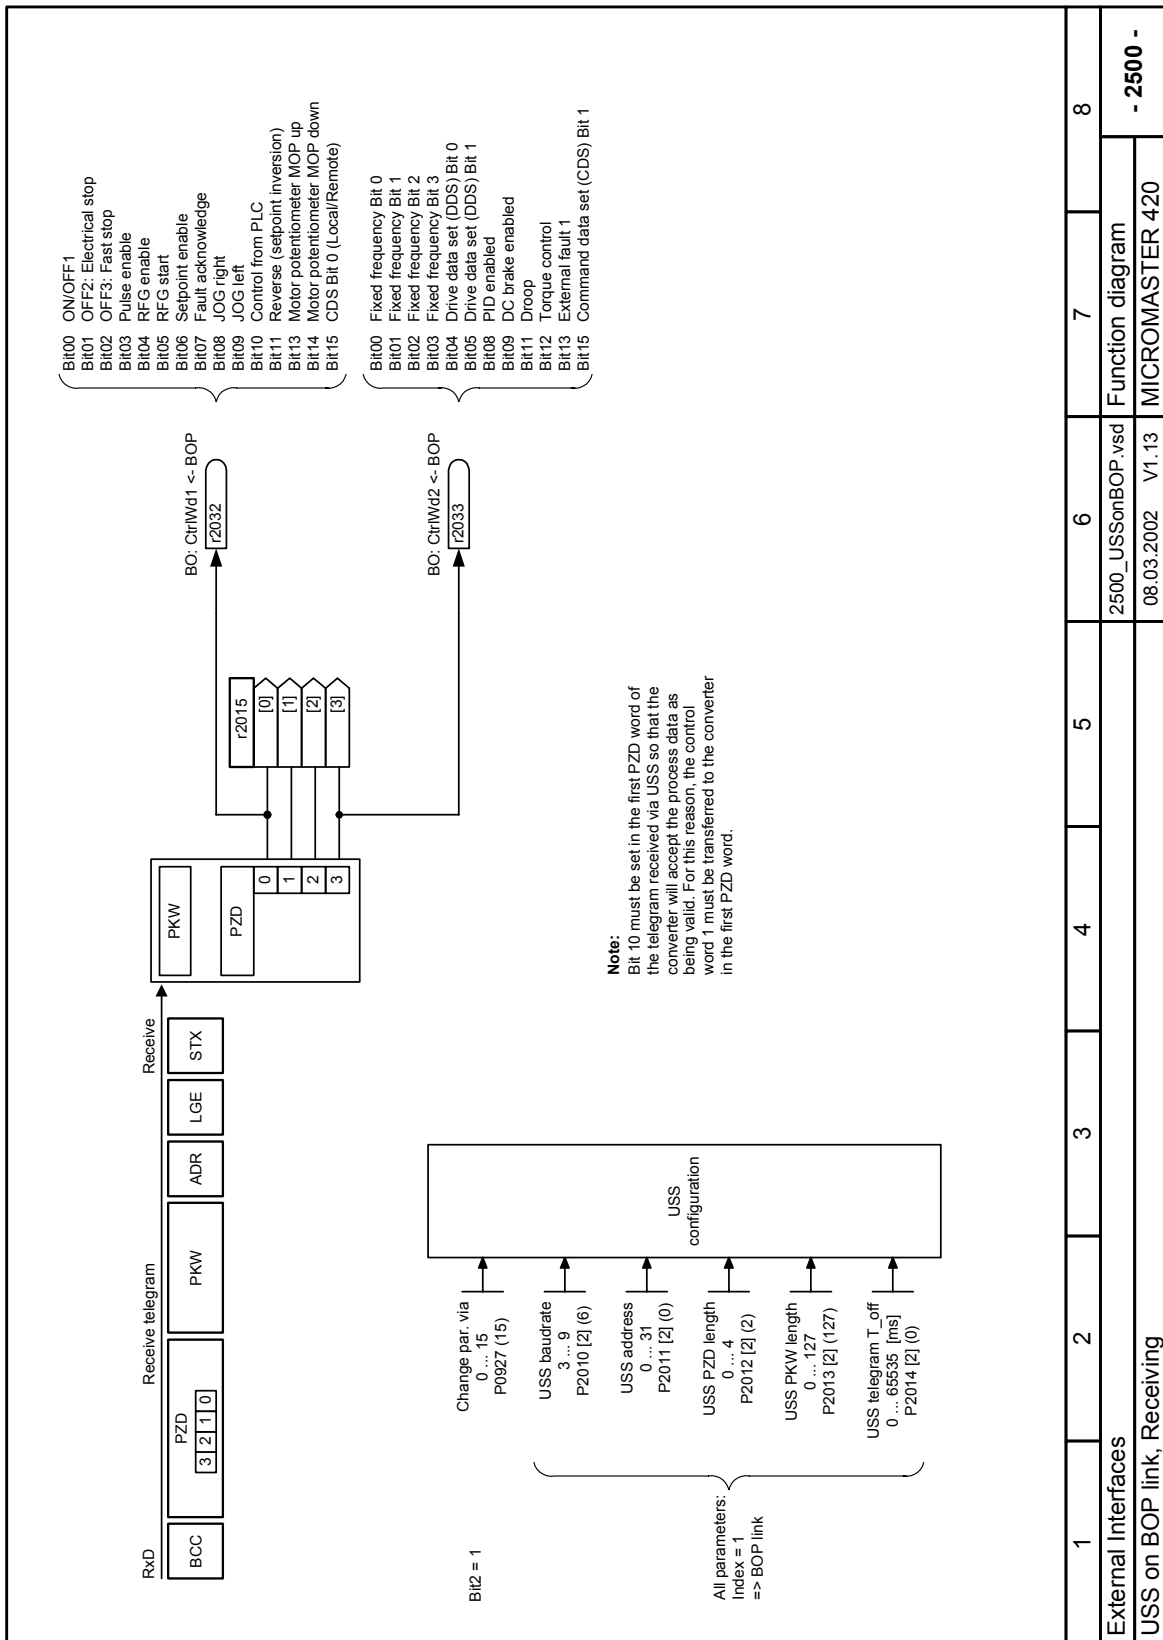 RxD
Receive telegram
Receive
BCC
PZD
3 2 1 0
PKW
ADR
LGE
STX
PKW
PZD
0
1
2
3
r2015
[0]
[1]
[2]
[3]
BO: CtrlWd1 <- BOP
r2032
BO: CtrlWd2 <- BOP
r2033
Bit00 ON/OFF1
Bit01 OFF2: Electrical stop
Bit02 OFF3: Fast stop
Bit03 Pulse enable
Bit04 RFG enable
Bit05 RFG start
Bit06 Setpoint enable
Bit07 Fault acknowledge
Bit08 JOG right
Bit09 JOG left
Bit10 Control from PLC
Bit11 Reverse (setpoint inversion)
Bit13 Motor potentiometer MOP up
Bit14 Motor potentiometer MOP down
Bit15 CDS Bit 0 (Local/Remote)
Bit00 Fixed frequency Bit 0
Bit01 Fixed frequency Bit 1
Bit02 Fixed frequency Bit 2
Bit03 Fixed frequency Bit 3
Bit04 Drive data set (DDS) Bit 0
Bit05 Drive data set (DDS) Bit 1
Bit08 PID enabled
Bit09 DC brake enabled
Bit11 Droop
Bit12 Torque control
Bit13 External fault 1
Bit15 Command data set (CDS) Bit 1
Bit2 = 1
Change par. via
0 ... 15
P0927 (15)
USS baudrate
3 ... 9
P2010 [2] (6)
USS address
0 ... 31
P2011 [2] (0)
USS PZD length
0 ... 4
P2012 [2] (2)
USS PKW length
0 ... 127
P2013 [2] (127)
USS telegram T_off
0 ... 65535 [ms]
P2014 [2] (0)
All parameters:
Index = 1
=> BOP link
USS
configuration
Note:
Bit 10 must be set in the first PZD word of
the telegram received via USS so that the
converter will accept the process data as
being valid. For this reason, the control
word 1 must be transferred to the converter
in the first PZD word.
1 2 3 4 5 6 7 8
External Interfaces
2500_USSonBOP.vsd
Function diagram
- 2500 -
USS on BOP link, Receiving
08.03.2002 V1.13
MICROMASTER 420